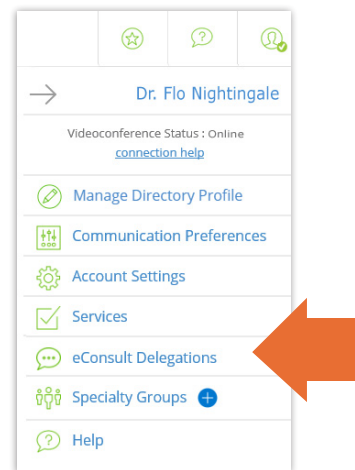 Dr. Flo Nightingale
Videoconference Status : Online
connection help
Manage Directory Profile
Communication Preferences
Account Settings
Services
eConsult Delegations
Specialty Groups
Help